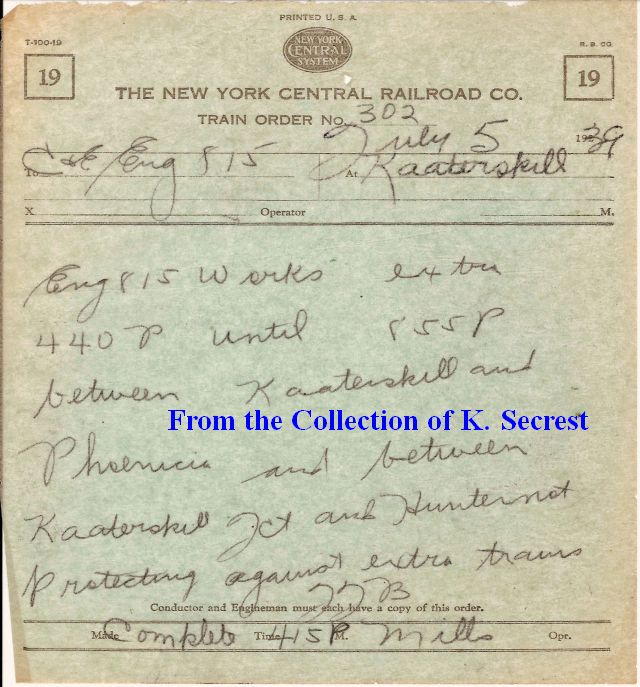 PRINTED U. S. A.
T-100-19
NEW YORK CENTRAL SYSTEM
R. B. CO.
19
19
THE NEW YORK CENTRAL RAILROAD CO.
TRAIN ORDER No. 302
July 5 1939
To C&E Eng 815 At Kaaterskill
X Operator M.
Eng 815 Works extra
440 P until 855P
between Kaaterskill and
From the Collection of K. Secrest
Phoenicia and between
Kaaterskill Jct and Hunter not
Protecting against extra trains
Conductor and Engineman must each have a copy of this order.
Made Complete Time 415P M. Mills Opr.